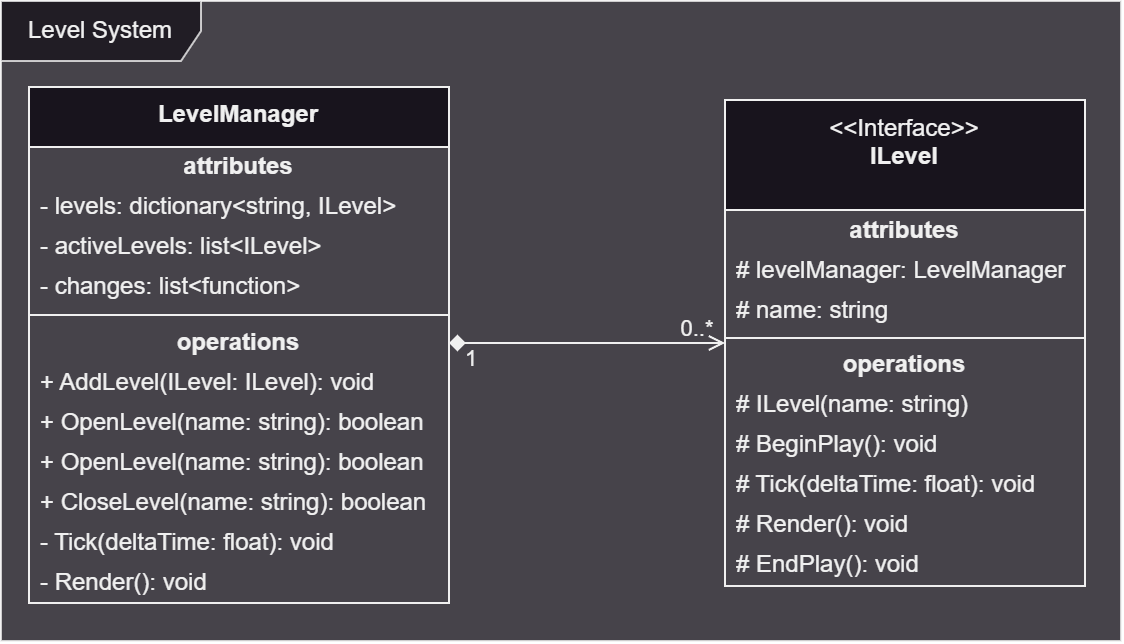 Level System
LevelManager
attributes
- levels: dictionary<string, ILevel>
- activeLevels: list<ILevel>
- changes: list<function>
operations
+ AddLevel(ILevel: ILevel): void
+ OpenLevel(name: string): boolean
+ OpenLevel(name: string): boolean
+ CloseLevel(name: string): boolean
- Tick(deltaTime: float): void
- Render(): void
1
0..*
<<Interface>>
ILevel
attributes
# levelManager: LevelManager
# name: string
operations
# ILevel(name: string)
# BeginPlay(): void
# Tick(deltaTime: float): void
# Render(): void
# EndPlay(): void